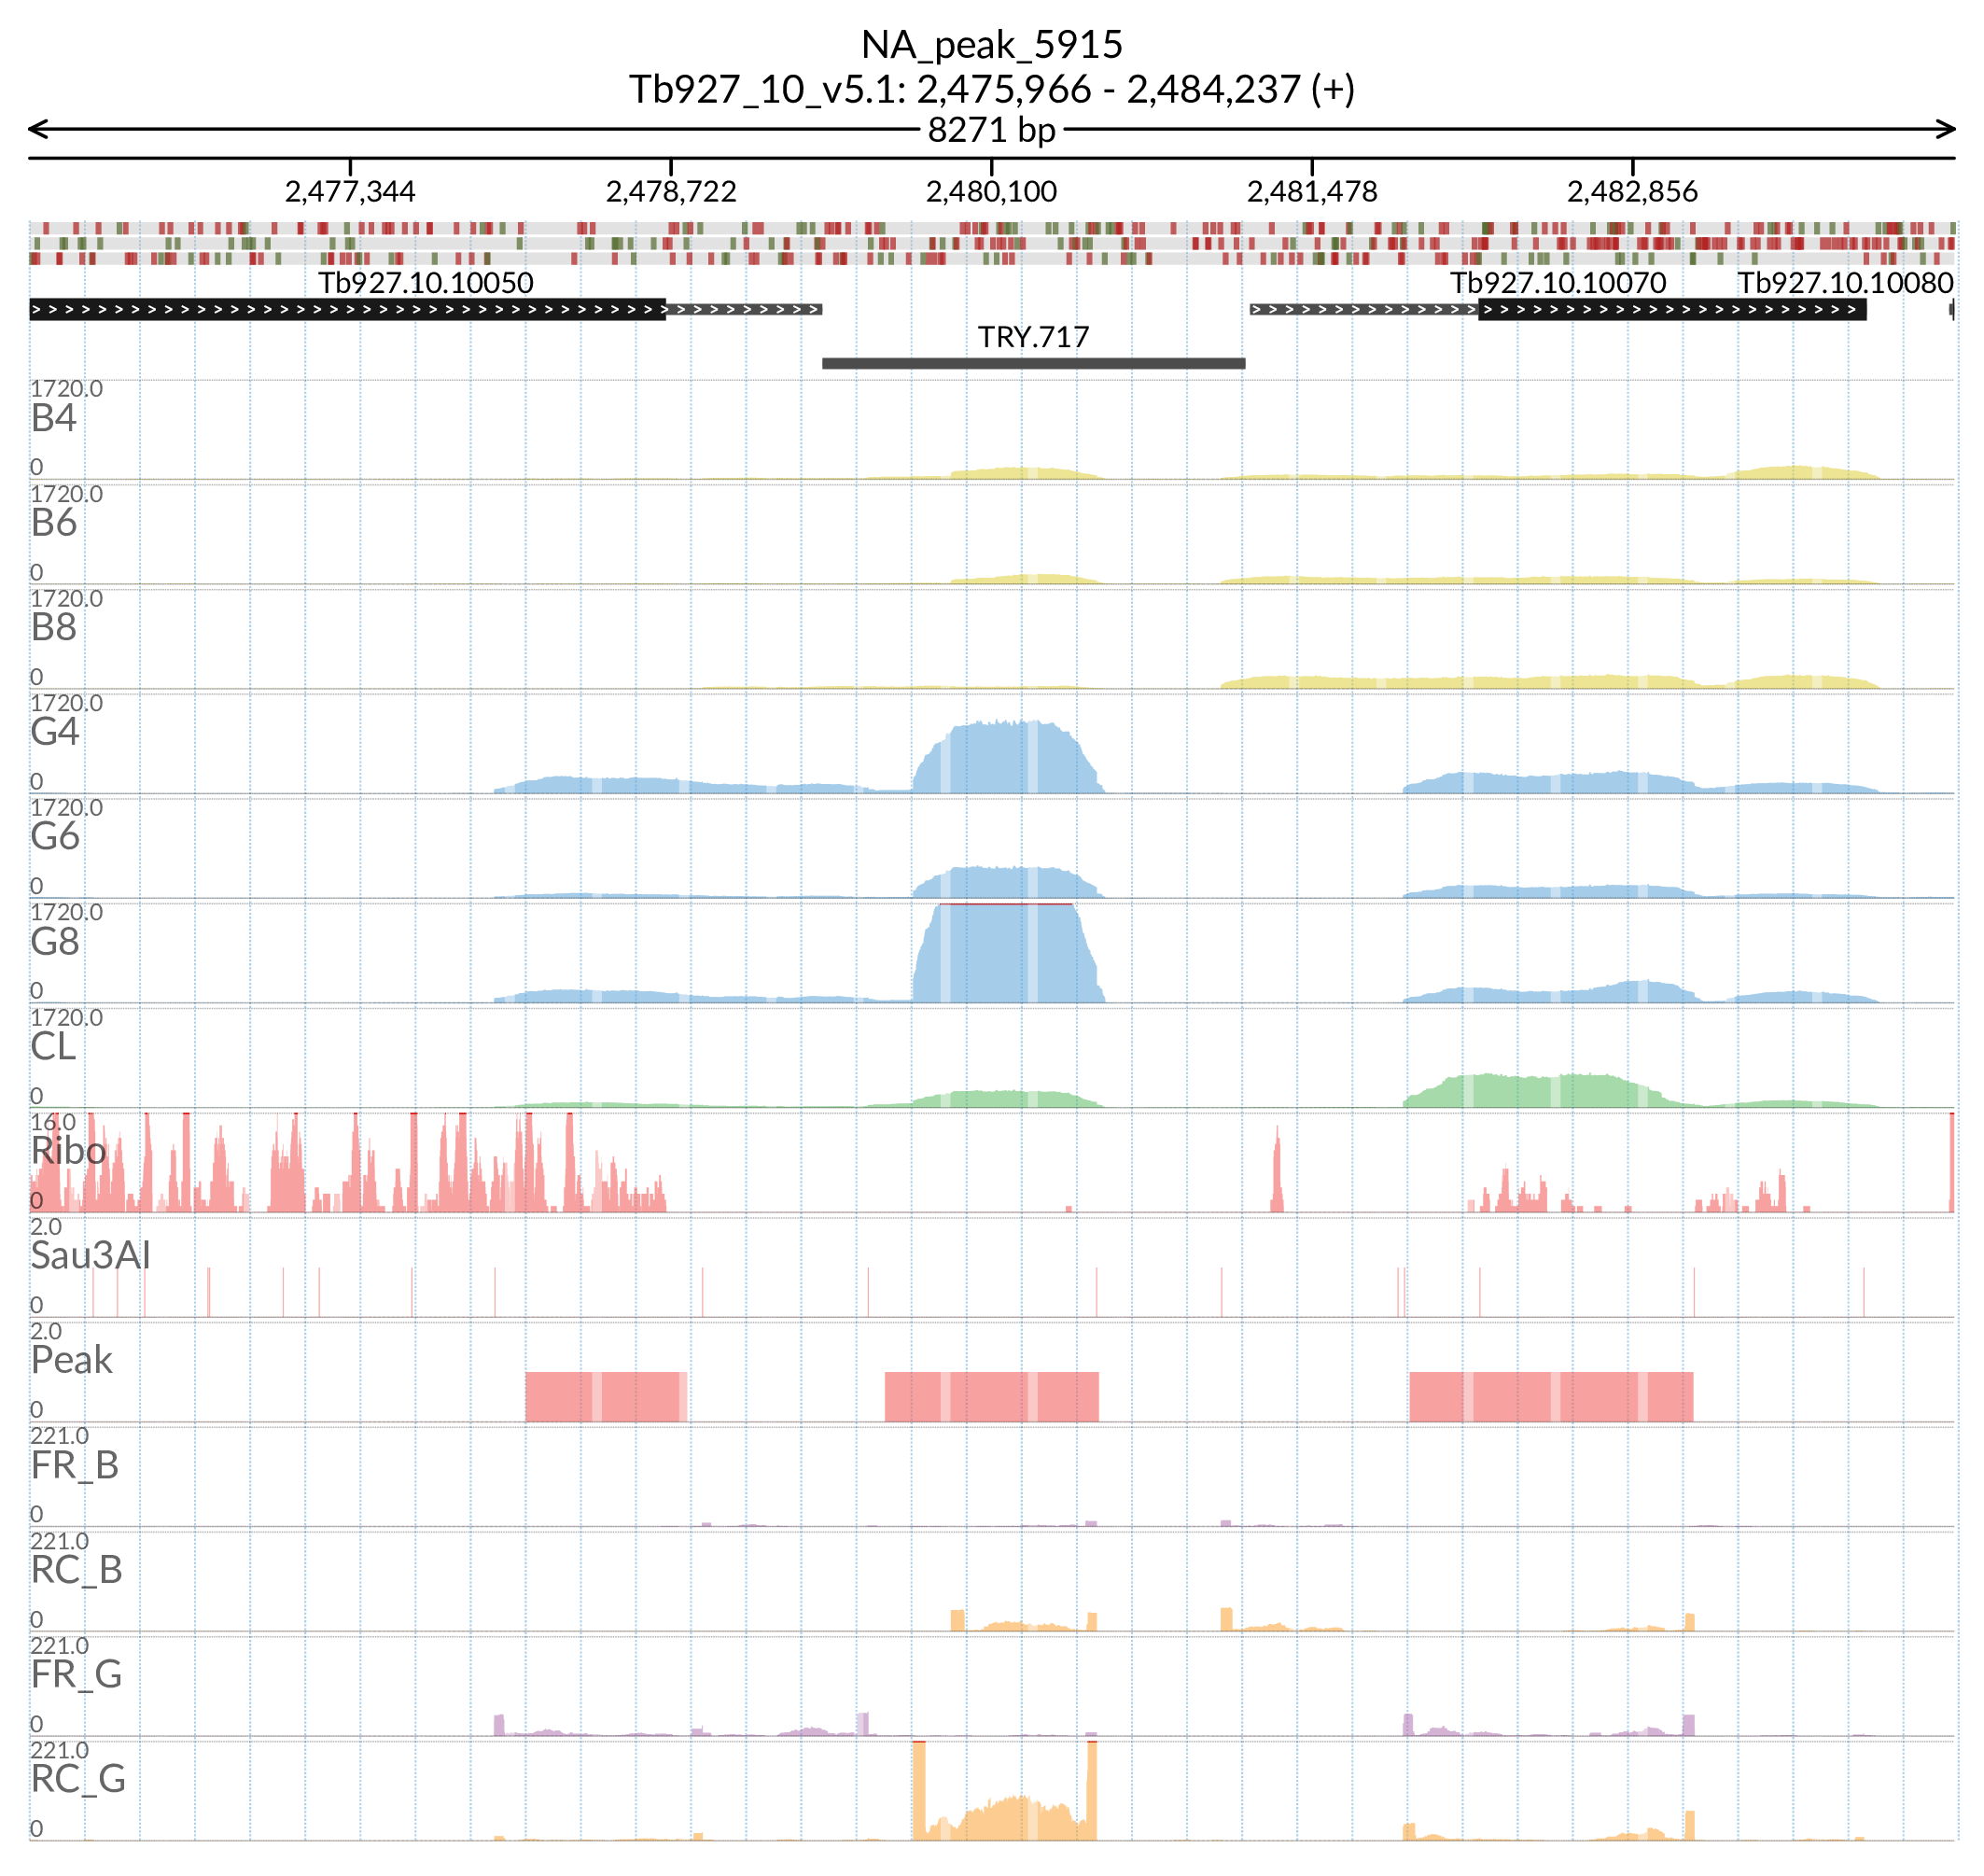 NA_peak_5915
Tb927_10_v5.1: 2,475,966 - 2,484,237 (+)
8271 bp
2,477,344 2,478,722 2,480,100 2,481,478 2,482,856
Tb927.10.10050 Tb927.10.10070 Tb927.10.10080
TRY.717
1720.0
B4
0
1720.0
B6
0
1720.0
B8
0
1720.0
G4
0
1720.0
G6
0
1720.0
G8
0
1720.0
CL
0
16.0
Ribo
0
2.0
Sau3AI
0
2.0
Peak
0
221.0
FR_B
0
221.0
RC_B
0
221.0
FR_G
0
221.0
RC_G
0